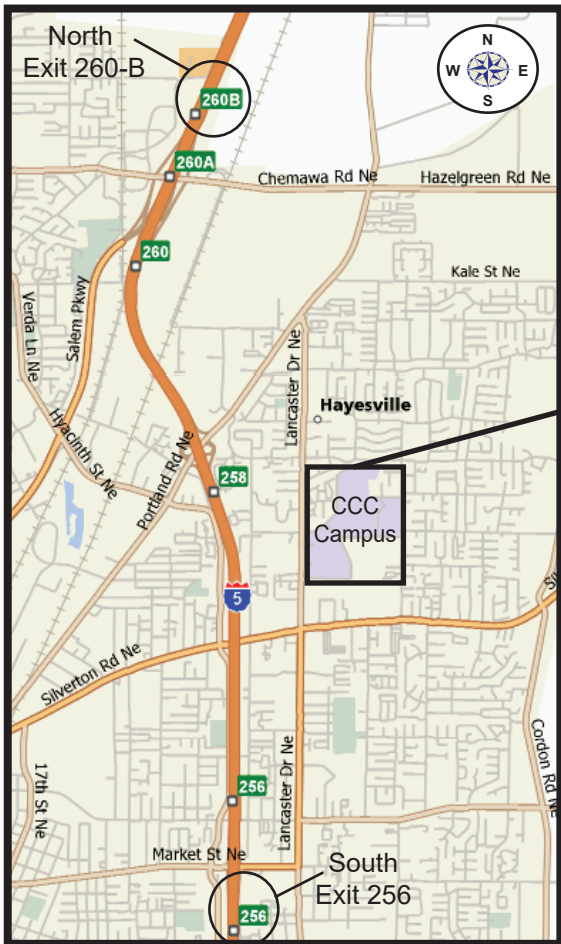 North
Exit 260-B
N
W
E
S
260B
260A
Chemawa Rd Ne
Hazelgreen Rd Ne
260
Kale St Ne
Verda Ln Ne
Salem Pkwy
Lancaster Dr Ne
Hayesville
Hyacinth St Ne
Portland Rd Ne
258
CCC
Campus
5
Silverton Rd Ne
17th St Ne
256
Lancaster Dr Ne
Cordon Rd Ne
Market St Ne
South
Exit 256
256